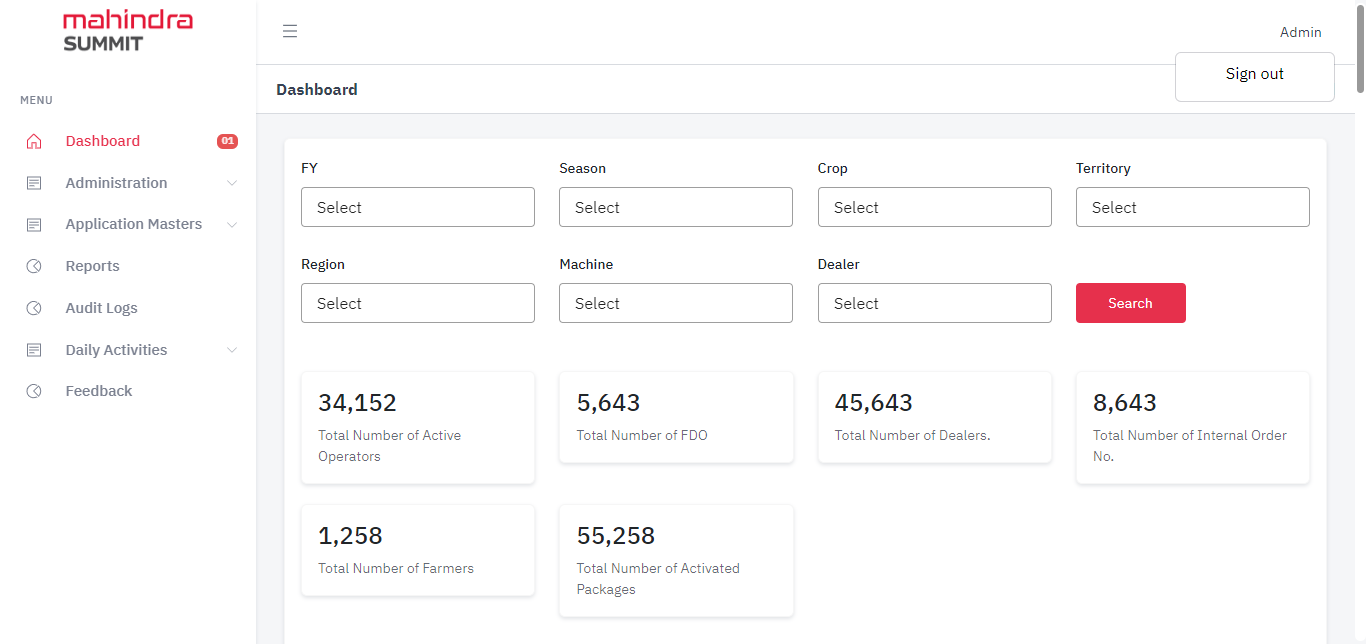 mahindra
SUMMIT
Admin
Sign out
MENU
Dashboard
Dashboard 01
Administration
Application Masters
Reports
Audit Logs
Daily Activities
Feedback
FY Season Crop Territory
Select Select Select Select
Region Machine Dealer
Select Select Select Search
34,152
Total Number of Active
Operators
5,643
Total Number of FDO
45,643
Total Number of Dealers.
8,643
Total Number of Internal Order
No.
1,258
Total Number of Farmers
55,258
Total Number of Activated
Packages